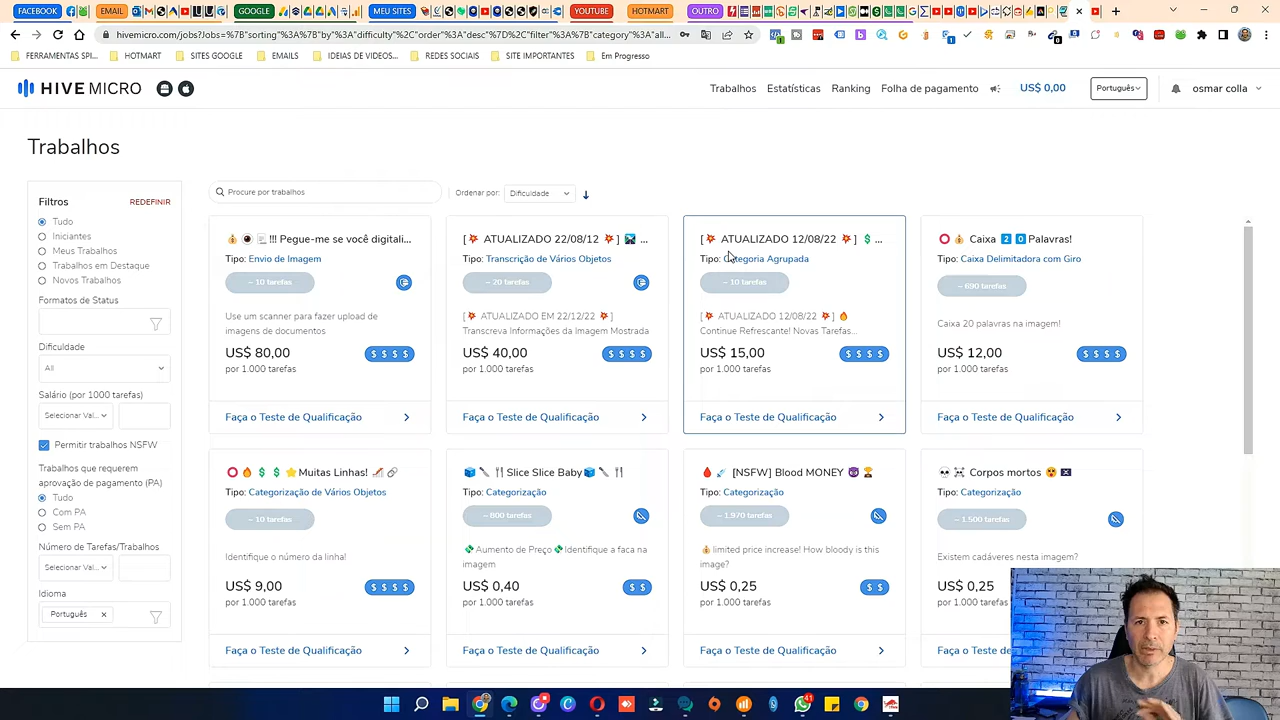 FACEBOOK
EMAIL
GOOGLE
MEU SITES
YOUTUBE
HOTMART
OUTRO
hivemicro.com/jobs?Jobs=%7B"sorting"%3A%"by"%3A"difficulty"%2C"order"%3A"desc"%7D%2C"filter"%3A%7B"category"%3A"all...
FERRAMENTAS SPI...
HOTMART
SITES GOOGLE
EMAILS
IDEIAS DE VIDEOS...
REDES SOCIAIS
SITE IMPORTANTES
Em Progresso
HIVE MICRO
Trabalhos
Estatísticas
Ranking
Folha de pagamento
US$ 0,00
Português
osmar colla
Trabalhos
Filtros
REDEFINIR
Tudo
Iniciantes
Meus Trabalhos
Trabalhos em Destaque
Novos Trabalhos
Formatos de Status
Dificuldade
All
Salário (por 1000 tarefas)
Selecionar Val...
Permitir trabalhos NSFW
Trabalhos que requerem
aprovação de pagamento (PA)
Tudo
Com PA
Sem PA
Número de Tarefas/Trabalhos
Selecionar Val...
Idioma
Português ×
Procure por trabalhos
Ordenar por:
Dificuldade
💰 👁 📃 !!! Pegue-me se você digitali...
Tipo: Envio de Imagem
~ 10 tarefas
Use um scanner para fazer upload de
imagens de documentos
US$ 80,00
$ $ $ $
por 1.000 tarefas
Faça o Teste de Qualificação
[💥 ATUALIZADO 22/08/12 💥] ...
Tipo: Transcrição de Vários Objetos
~ 20 tarefas
[💥 ATUALIZADO EM 22/12/22 💥]
Transcreva Informações da Imagem Mostrada
US$ 40,00
$ $ $ $
por 1.000 tarefas
Faça o Teste de Qualificação
[💥 ATUALIZADO 12/08/22 💥] 💲 ...
Tipo: Categoria Agrupada
~ 10 tarefas
[💥 ATUALIZADO 12/08/22 💥] 🔥
Continue Refrescante! Novas Tarefas...
US$ 15,00
$ $ $ $
por 1.000 tarefas
Faça o Teste de Qualificação
⭕ 🔥 Caixa 2 0 Palavras!
Tipo: Caixa Delimitadora com Giro
~ 690 tarefas
Caixa 20 palavras na imagem!
US$ 12,00
$ $ $ $
por 1.000 tarefas
Faça o Teste de Qualificação
⭕ 🔥 💲 💲 ⭐ Muitas Linhas!
Tipo: Categorização de Vários Objetos
~ 10 tarefas
Identifique o número da linha!
US$ 9,00
$ $ $ $
por 1.000 tarefas
Faça o Teste de Qualificação
Slice Slice Baby
Tipo: Categorização
~ 800 tarefas
💸Aumento de Preço 💸Identifique a faca na
imagem
US$ 0,40
$ $
por 1.000 tarefas
Faça o Teste de Qualificação
[NSFW] Blood MONEY
Tipo: Categorização
~ 1.970 tarefas
💰limited price increase! How bloody is this
image?
US$ 0,25
$ $
por 1.000 tarefas
Faça o Teste de Qualificação
Corpos mortos
Tipo: Categorização
~ 1.500 tarefas
Existem cadáveres nesta imagem?
US$ 0,25
por 1.000 tarefas
Faça o Teste de
41